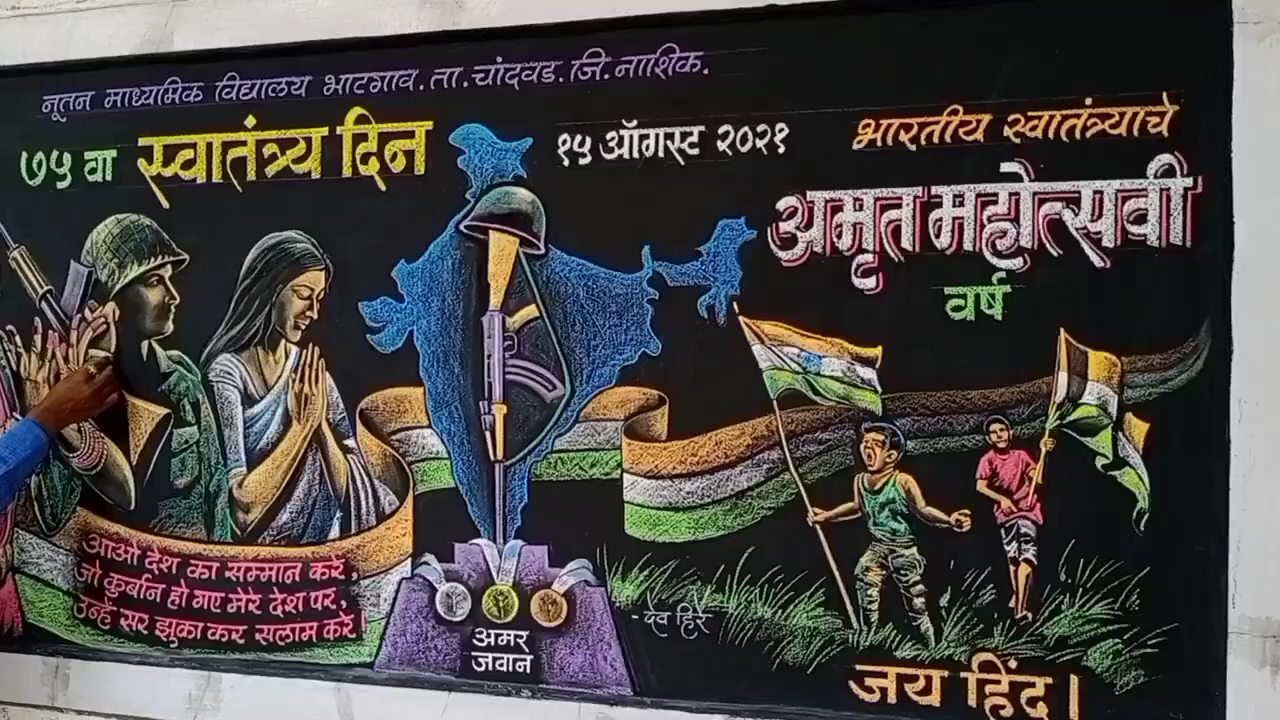 नूतन माध्यमिक विद्यालय भाटगाव. ता. चांदवड. जि. नाशिक.
७५ वा स्वातंत्र्य दिन
१५ ऑगस्ट २०२१
भारतीय स्वातंत्र्याचे
अमृत महोत्सवी
वर्ष
आओ देश का सम्मान करे,
जो कुर्बान हो गए मेरे देश पर,
उन्हे सर झुका कर सलाम करे!
अमर
जवान
- देव हिरे
जय हिंद।